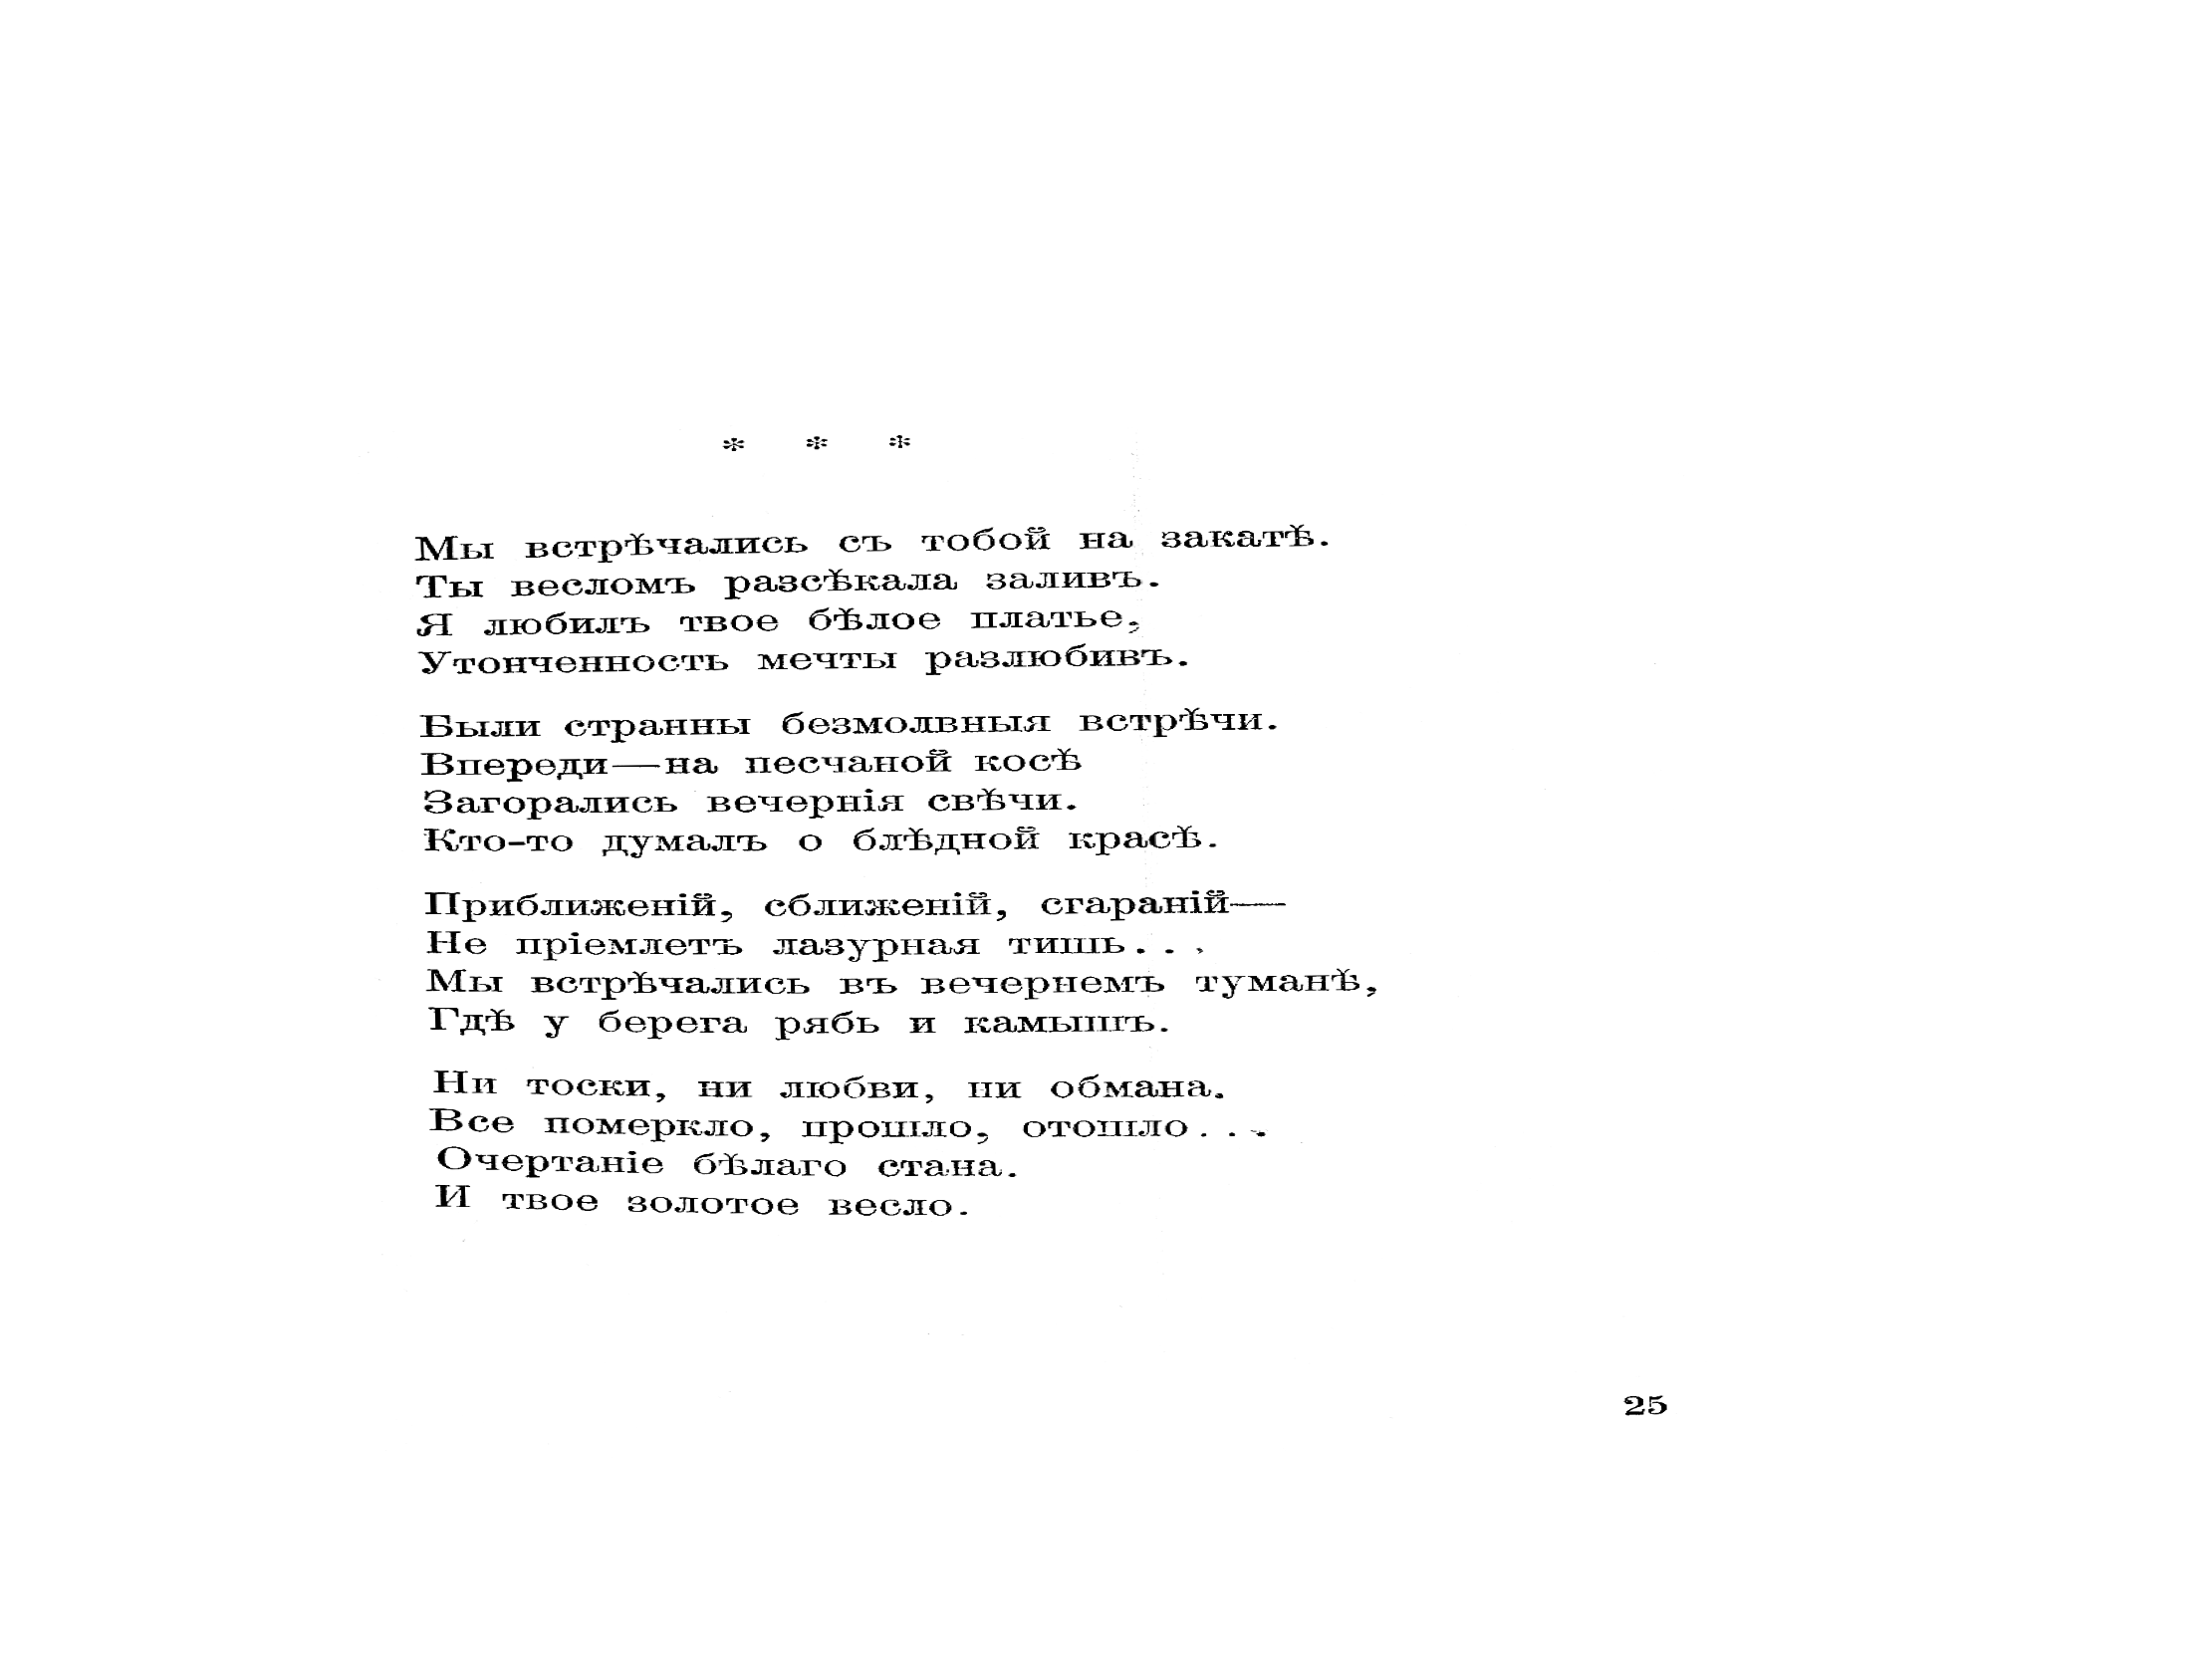 * * *
Мы встрѣчались съ тобой на закатѣ.
Ты весломъ разсѣкала заливъ.
Я любилъ твое бѣлое платье,
Утонченность мечты разлюбивъ.
Были странны безмолвныя встрѣчи.
Впереди—на песчаной косѣ
Загорались вечернія свѣчи.
Кто-то думалъ о блѣдной красѣ.
Приближеній, сближеній, сгараній—
Не пріемлетъ лазурная тишь...
Мы встрѣчались въ вечернемъ туманѣ,
Гдѣ у берега рябь и камышъ.
Ни тоски, ни любви, ни обмана.
Все померкло, прошло, отошло...
Очертаніе бѣлаго стана.
И твое золотое весло.
25